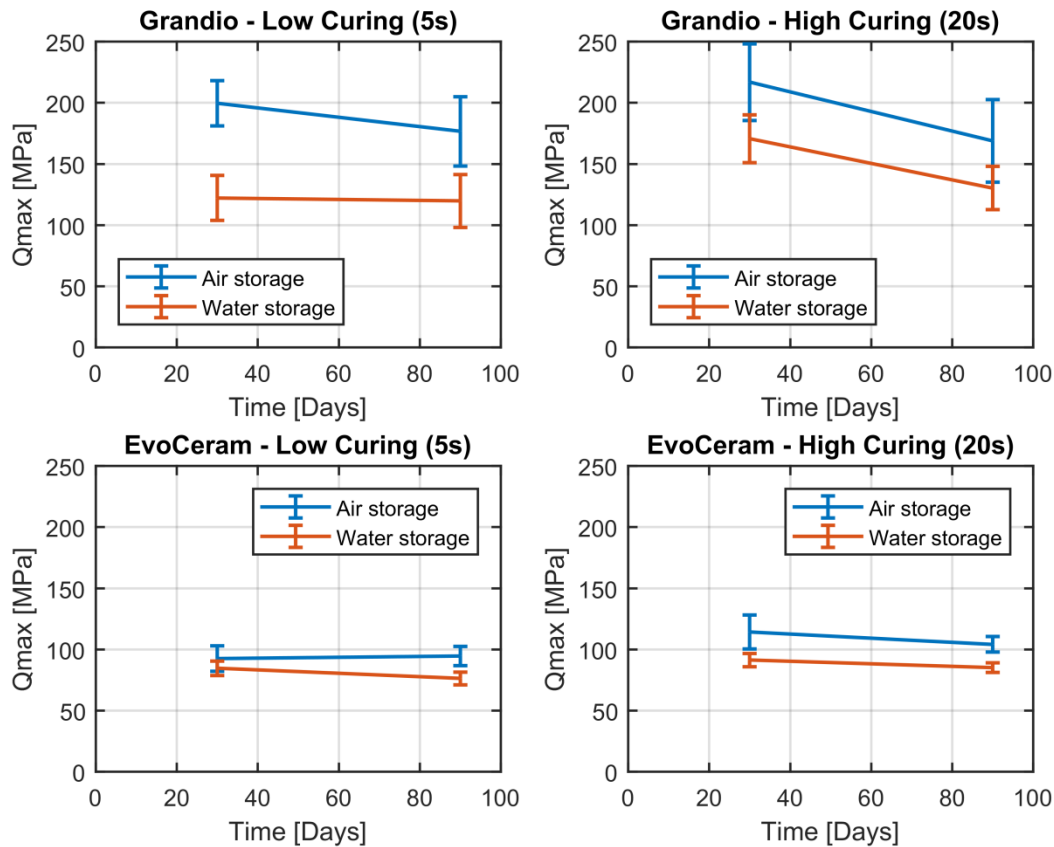 Grandio - Low Curing (5s)
250
200
150
100
50
0
Qmax [MPa]
Air storage
Water storage
0 20 40 60 80 100
Time [Days]
Grandio - High Curing (20s)
250
200
150
100
50
0
Qmax [MPa]
Air storage
Water storage
0 20 40 60 80 100
Time [Days]
EvoCeram - Low Curing (5s)
250
200
150
100
50
0
Qmax [MPa]
Air storage
Water storage
0 20 40 60 80 100
Time [Days]
EvoCeram - High Curing (20s)
250
200
150
100
50
0
Qmax [MPa]
Air storage
Water storage
0 20 40 60 80 100
Time [Days]